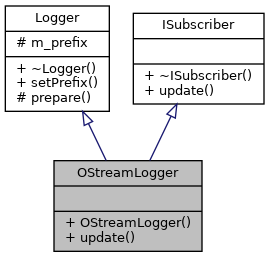 Logger
# m_prefix
+ ~Logger()
+ setPrefix()
# prepare()
ISubscriber
+ ~ISubscriber()
+ update()
OStreamLogger
+ OStreamLogger()
+ update()